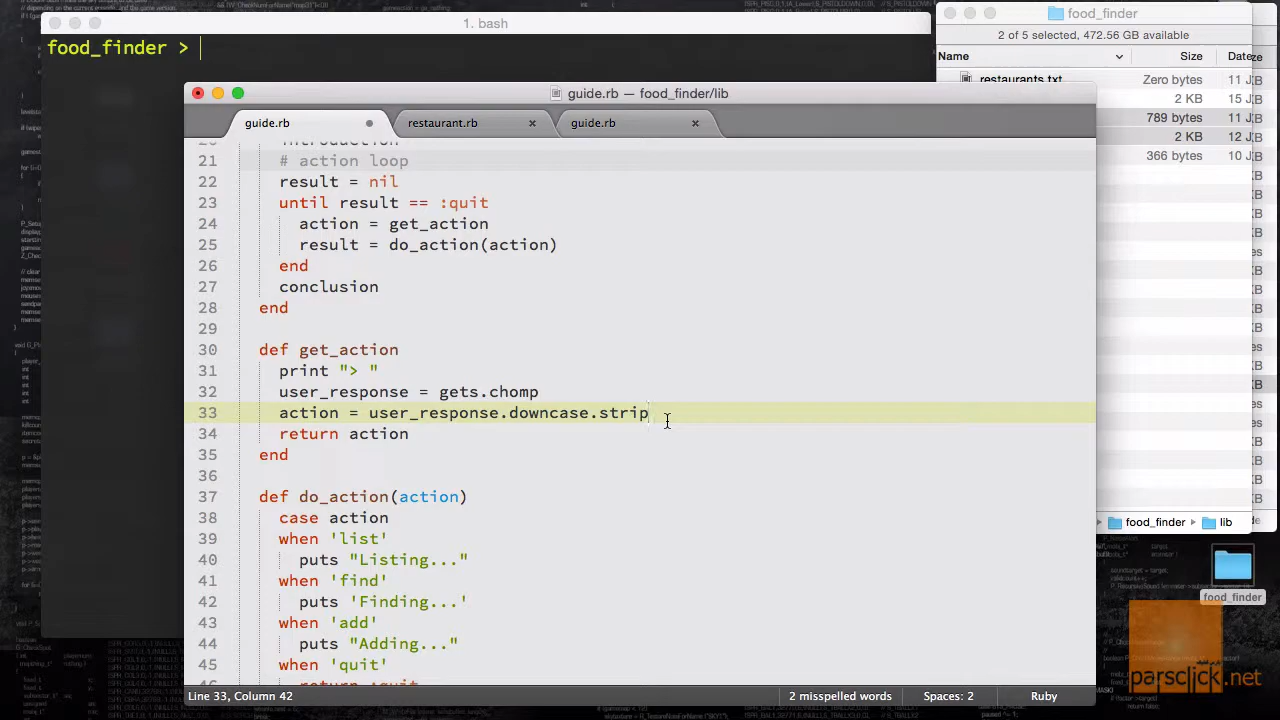 1. bash
food_finder >
food_finder
2 of 5 selected, 472.56 GB available
Name Size Date
restaurants.txt Zero bytes 11 J
2 KB 15 J
789 bytes 11 J
2 KB 12 J
366 bytes 10 J
guide.rb — food_finder/lib
guide.rb restaurant.rb guide.rb
21 # action loop
22 result = nil
23 until result == :quit
24 action = get_action
25 result = do_action(action)
26 end
27 conclusion
28 end
29
30 def get_action
31 print "> "
32 user_response = gets.chomp
33 action = user_response.downcase.strip
34 return action
35 end
36
37 def do_action(action)
38 case action
39 when 'list'
40 puts "Listing..."
41 when 'find'
42 puts 'Finding...'
43 when 'add'
44 puts "Adding..."
45 when 'quit'
Line 33, Column 42 2 misspelled words Spaces: 2 Ruby
food_finder lib
food_finder
parsclick.net